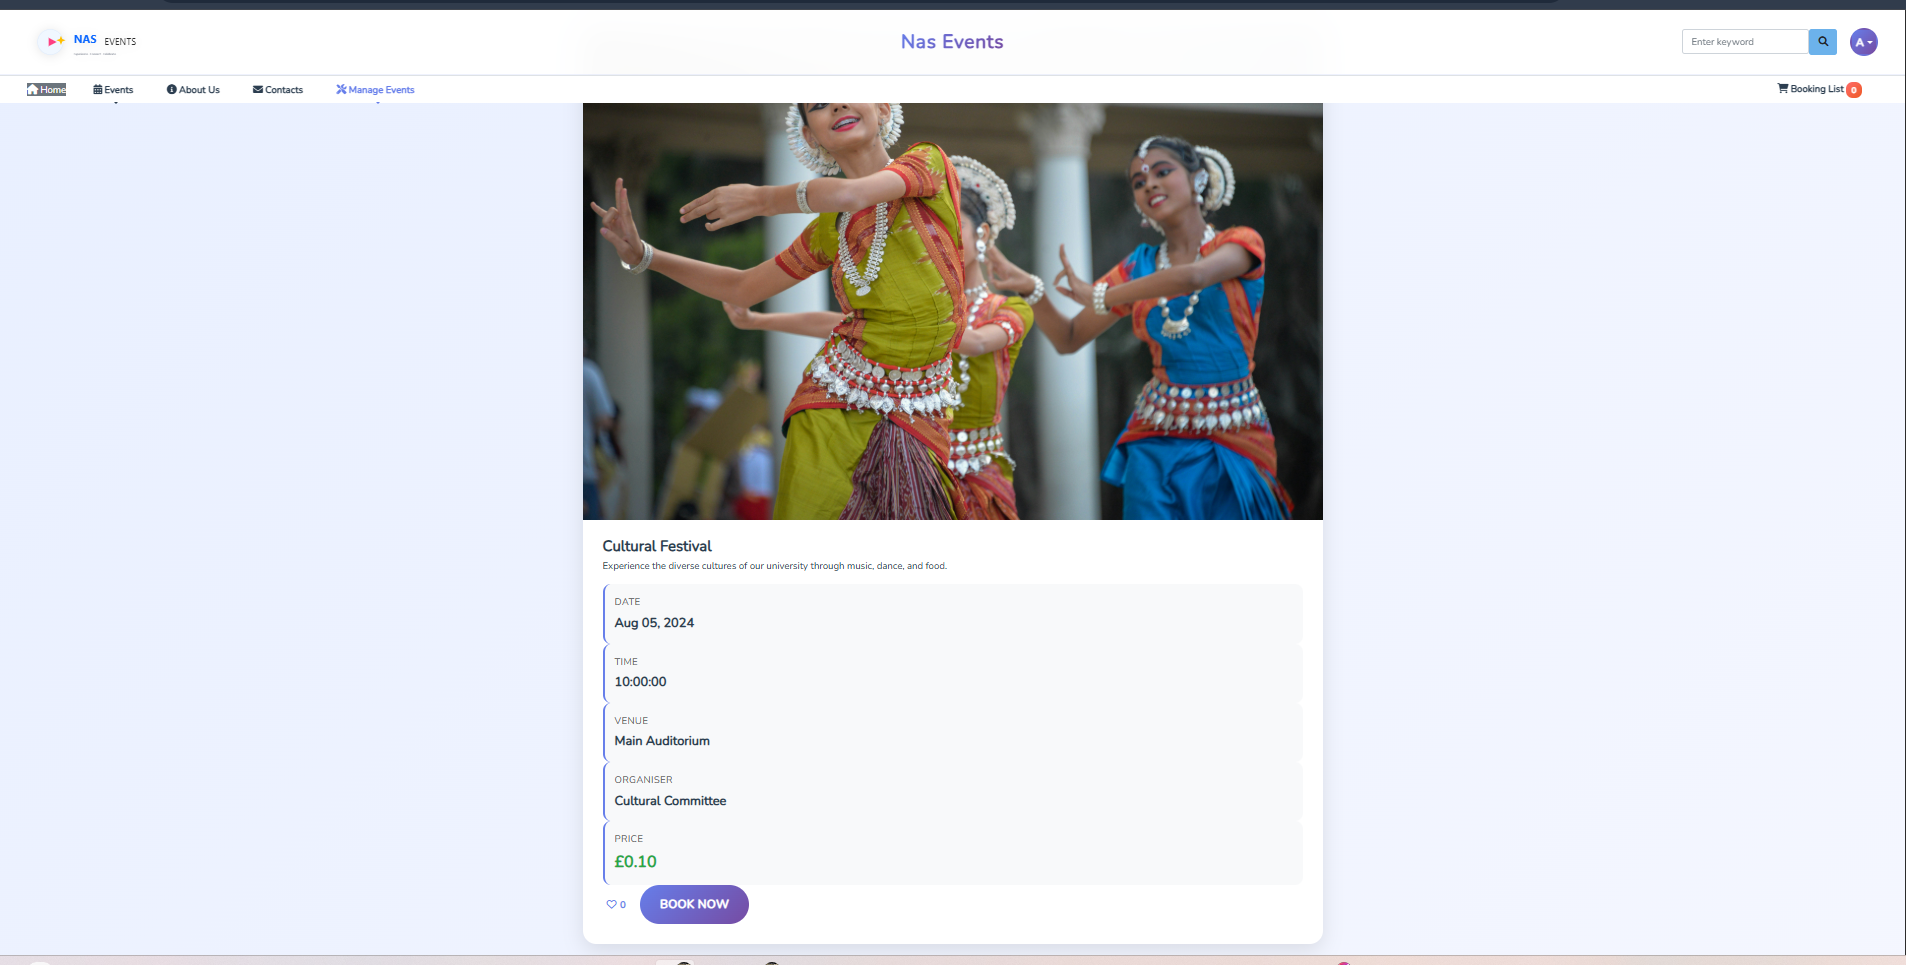 NAS EVENTS
Nas Events
Enter keyword
A
Home
Events
About Us
Contacts
Manage Events
Booking List 0
Cultural Festival
Experience the diverse cultures of our university through music, dance, and food.
DATE
Aug 05, 2024
TIME
10:00:00
VENUE
Main Auditorium
ORGANISER
Cultural Committee
PRICE
£0.10
0
BOOK NOW